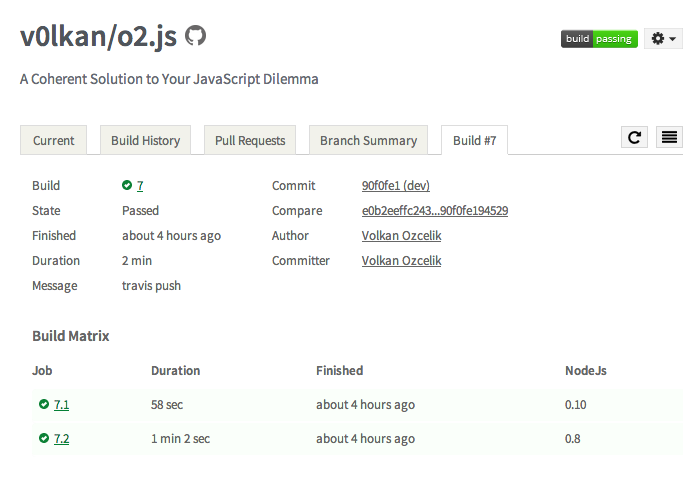 v0lkan/o2.js
build passing
A Coherent Solution to Your JavaScript Dilemma
Current Build History Pull Requests Branch Summary Build #7
Build 7 Commit 90f0fe1 (dev)
State Passed Compare e0b2eeffc243...90f0fe194529
Finished about 4 hours ago Author Volkan Ozcelik
Duration 2 min Committer Volkan Ozcelik
Message travis push
Build Matrix
Job Duration Finished NodeJs
7.1 58 sec about 4 hours ago 0.10
7.2 1 min 2 sec about 4 hours ago 0.8